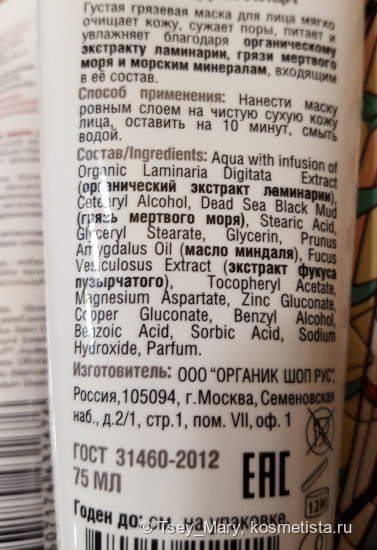 Густая грязевая маска для лица мягко
очищает кожу, сужает поры, питает и
увлажняет благодаря органическому
экстракту ламинарии, грязи мертвого
моря и морским минералам, входящим
в её состав.
Способ применения: Нанести маску
ровным слоем на чистую сухую кожу
лица, оставить на 10 минут, смыть
водой.
Состав/Ingredients: Aqua with infusion of
Organic Laminaria Digitata Extract
(органический экстракт ламинарии),
Cetearyl Alcohol, Dead Sea Black Mud
(грязь мертвого моря), Stearic Acid,
Glyceryl Stearate, Glycerin, Prunus
Amygdalus Oil (масло миндаля), Fucus
Vesiculosus Extract (экстракт фукуса
пузырчатого), Tocopheryl Acetate,
Magnesium Aspartate, Zinc Gluconate,
Copper Gluconate, Benzyl Alcohol,
Benzoic Acid, Sorbic Acid, Sodium
Hydroxide, Parfum.
Изготовитель: ООО "ОРГАНИК ШОП РУС",
Россия,105094, г.Москва, Семеновская
наб., д.2/1, стр.1, пом. VII, оф. 1
ГОСТ 31460-2012
75 МЛ
EAC
12M
Годен до: см. на упаковке
© Tsey_Mary, kosmetista.ru